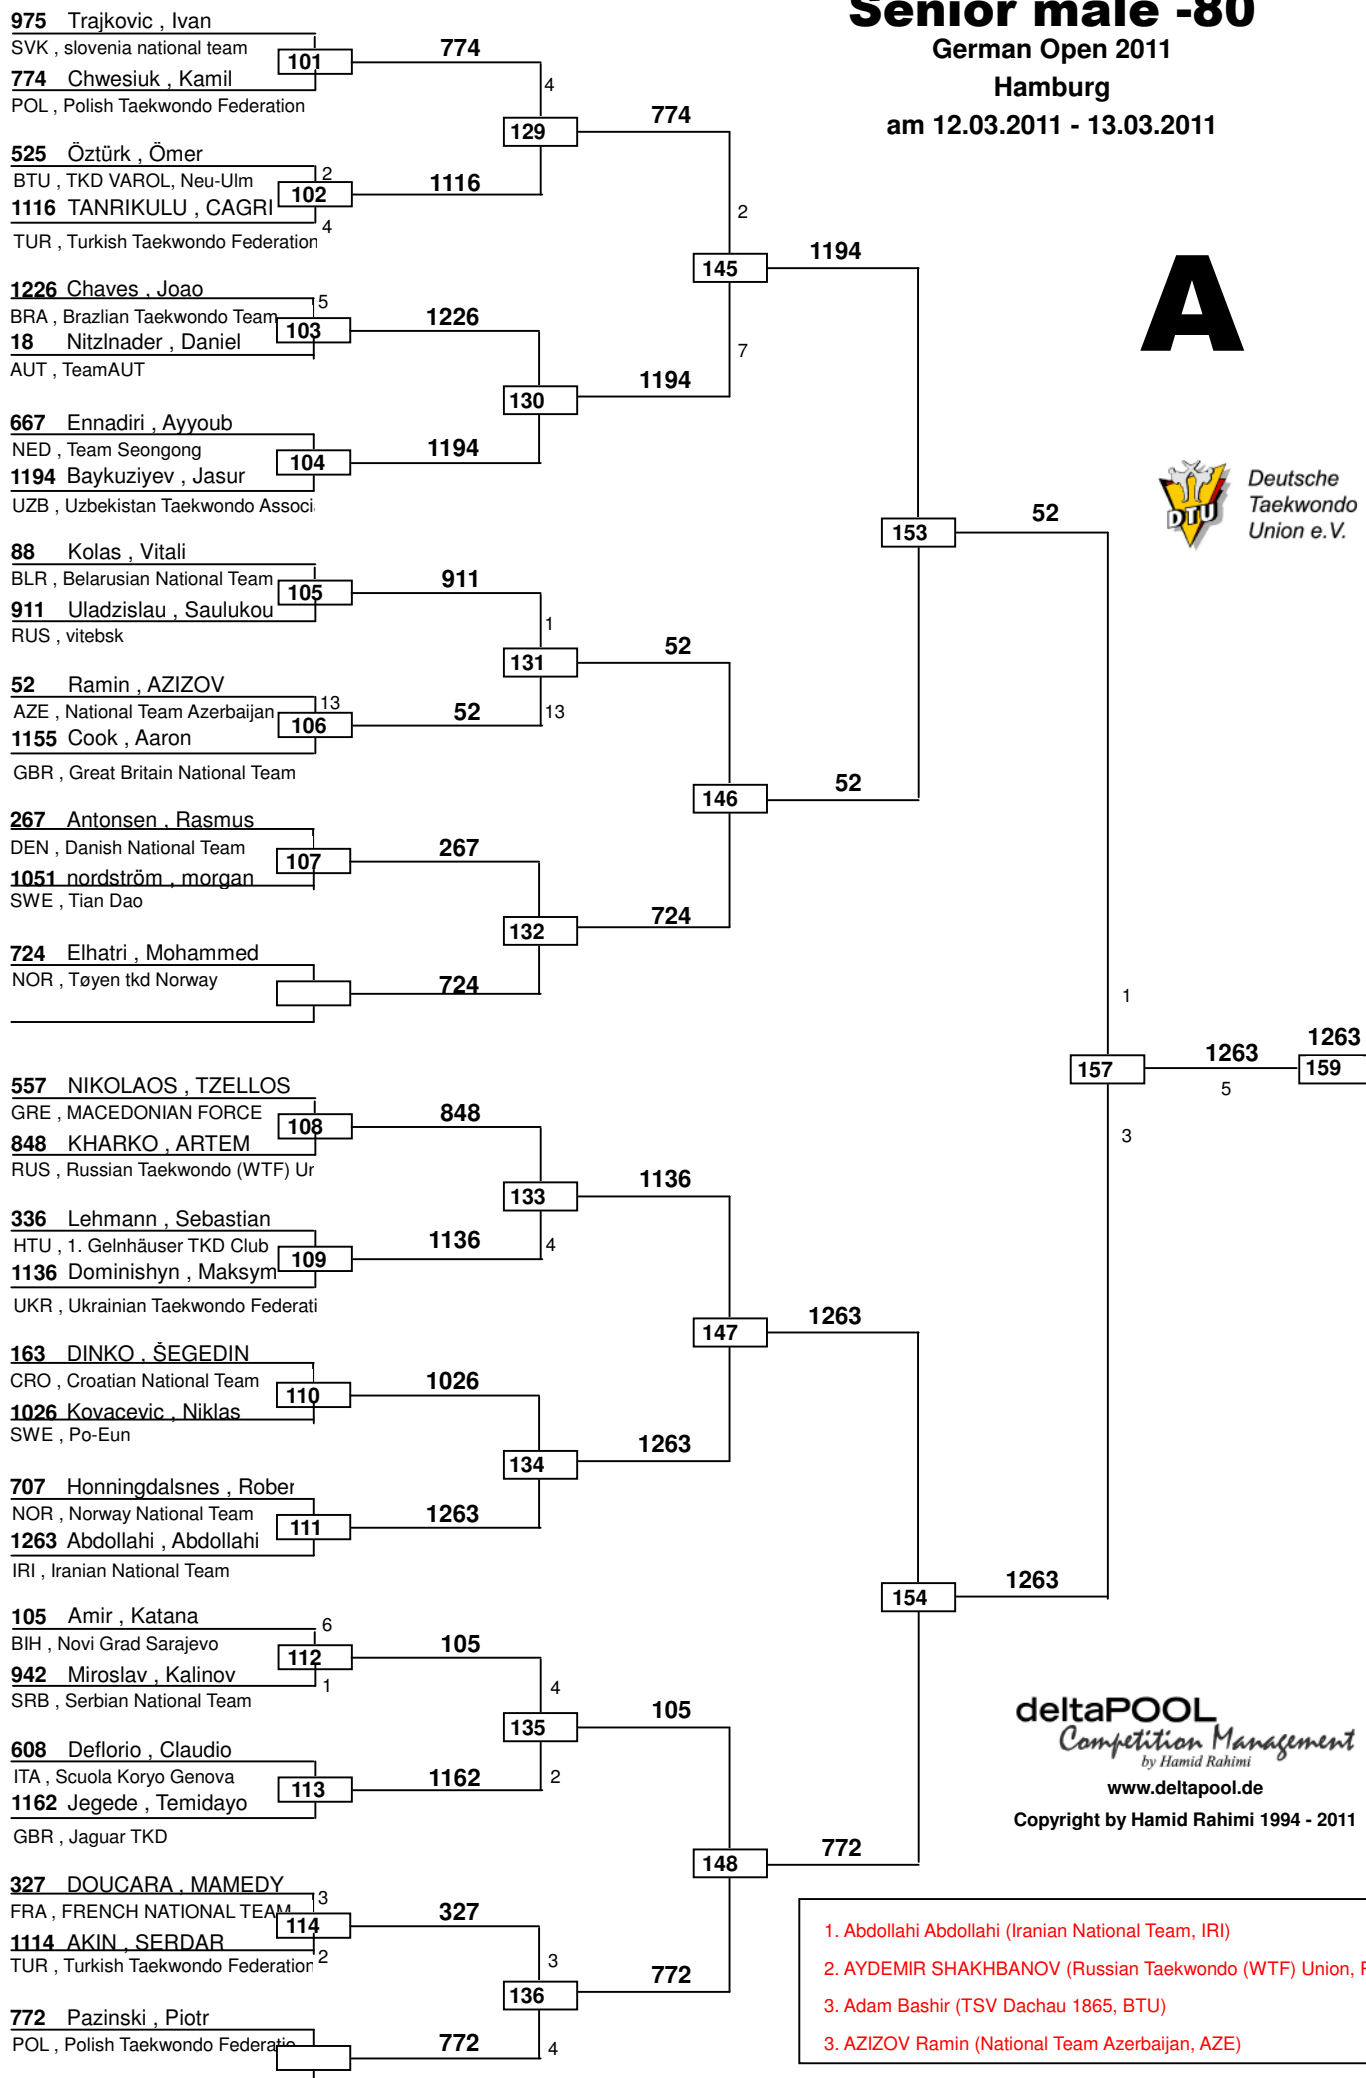 Senior male -80
German Open 2011
Hamburg
am 12.03.2011 - 13.03.2011
A
Deutsche
Taekwondo
Union e.V.
DTU
975 Trajkovic , Ivan
SVK , slovenia national team
101
774 Chwesiuk , Kamil
POL , Polish Taekwondo Federation
774
4
129
774
525 Öztürk , Ömer
2
BTU , TKD VAROL, Neu-Ulm
102
1116 TANRIKULU , CAGRI
4
TUR , Turkish Taekwondo Federation
1116
2
145
1194
1226 Chaves , Joao
5
BRA , Brazlian Taekwondo Team
103
18 Nitzlnader , Daniel
AUT , TeamAUT
1226
7
130
1194
667 Ennadiri , Ayyoub
NED , Team Seongong
104
1194 Baykuziyev , Jasur
UZB , Uzbekistan Taekwondo Associ
1194
153
52
88 Kolas , Vitali
BLR , Belarusian National Team
105
911 Uladzislau , Saulukou
RUS , vitebsk
911
1
131
52
52 Ramin , AZIZOV
13
AZE , National Team Azerbaijan
106
1155 Cook , Aaron
GBR , Great Britain National Team
52
13
146
52
267 Antonsen , Rasmus
DEN , Danish National Team
107
1051 nordström , morgan
SWE , Tian Dao
267
132
724
724 Elhatri , Mohammed
NOR , Tøyen tkd Norway
724
1
157
1263
5
1263
159
3
557 NIKOLAOS , TZELLOS
GRE , MACEDONIAN FORCE
108
848 KHARKO , ARTEM
RUS , Russian Taekwondo (WTF) Ur
848
133
1136
336 Lehmann , Sebastian
HTU , 1. Gelnhäuser TKD Club
109
1136 Dominishyn , Maksym
UKR , Ukrainian Taekwondo Federati
1136
4
147
1263
163 DINKO , ŠEGEDIN
CRO , Croatian National Team
110
1026 Kovacevic , Niklas
SWE , Po-Eun
1026
134
1263
707 Honningdalsnes , Rober
NOR , Norway National Team
111
1263 Abdollahi , Abdollahi
IRI , Iranian National Team
1263
154
1263
105 Amir , Katana
6
BIH , Novi Grad Sarajevo
112
942 Miroslav , Kalinov
1
SRB , Serbian National Team
105
4
135
105
608 Deflorio , Claudio
ITA , Scuola Koryo Genova
113
1162 Jegede , Temidayo
GBR , Jaguar TKD
1162
2
148
772
327 DOUCARA , MAMEDY
3
FRA , FRENCH NATIONAL TEAM
114
1114 AKIN , SERDAR
2
TUR , Turkish Taekwondo Federation
327
3
136
772
772 Pazinski , Piotr
POL , Polish Taekwondo Federatio
772
4
deltaPOOL
Competition Management
by Hamid Rahimi
www.deltapool.de
Copyright by Hamid Rahimi 1994 - 2011
1. Abdollahi Abdollahi (Iranian National Team, IRI)
2. AYDEMIR SHAKHBANOV (Russian Taekwondo (WTF) Union,
3. Adam Bashir (TSV Dachau 1865, BTU)
3. AZIZOV Ramin (National Team Azerbaijan, AZE)